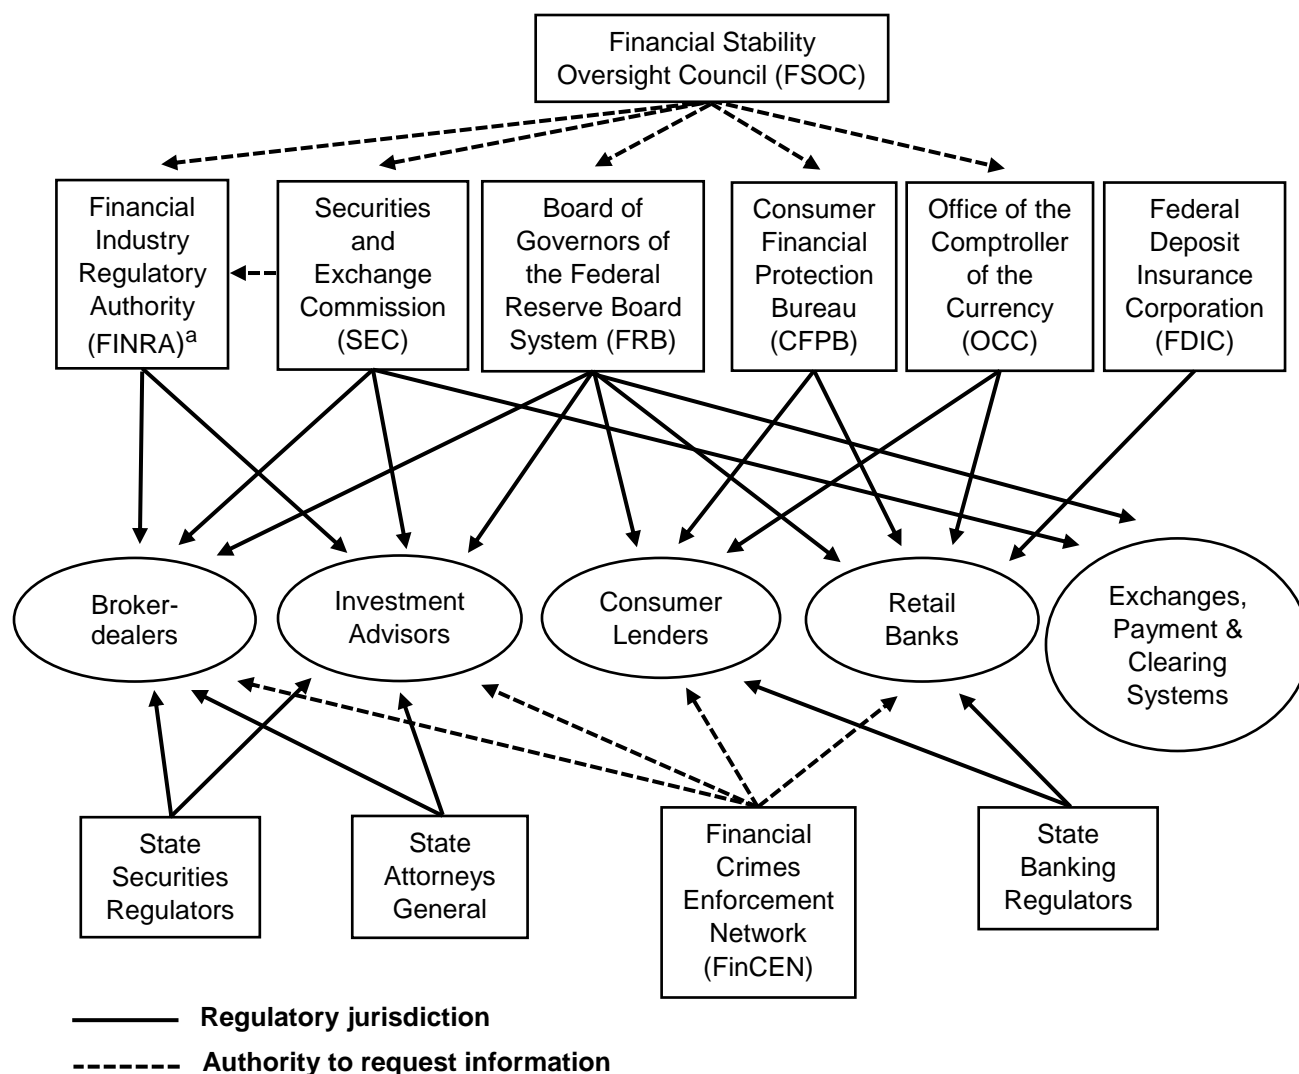 Financial Stability
Oversight Council (FSOC)
Financial
Industry
Regulatory
Authority
(FINRA)a
Securities
and
Exchange
Commission
(SEC)
Board of
Governors of
the Federal
Reserve Board
System (FRB)
Consumer
Financial
Protection
Bureau
(CFPB)
Office of the
Comptroller
of the
Currency
(OCC)
Federal
Deposit
Insurance
Corporation
(FDIC)
Broker-
dealers
Investment
Advisors
Consumer
Lenders
Retail
Banks
Exchanges,
Payment &
Clearing
Systems
State
Securities
Regulators
State
Attorneys
General
Financial
Crimes
Enforcement
Network
(FinCEN)
State
Banking
Regulators
Regulatory jurisdiction
Authority to request information